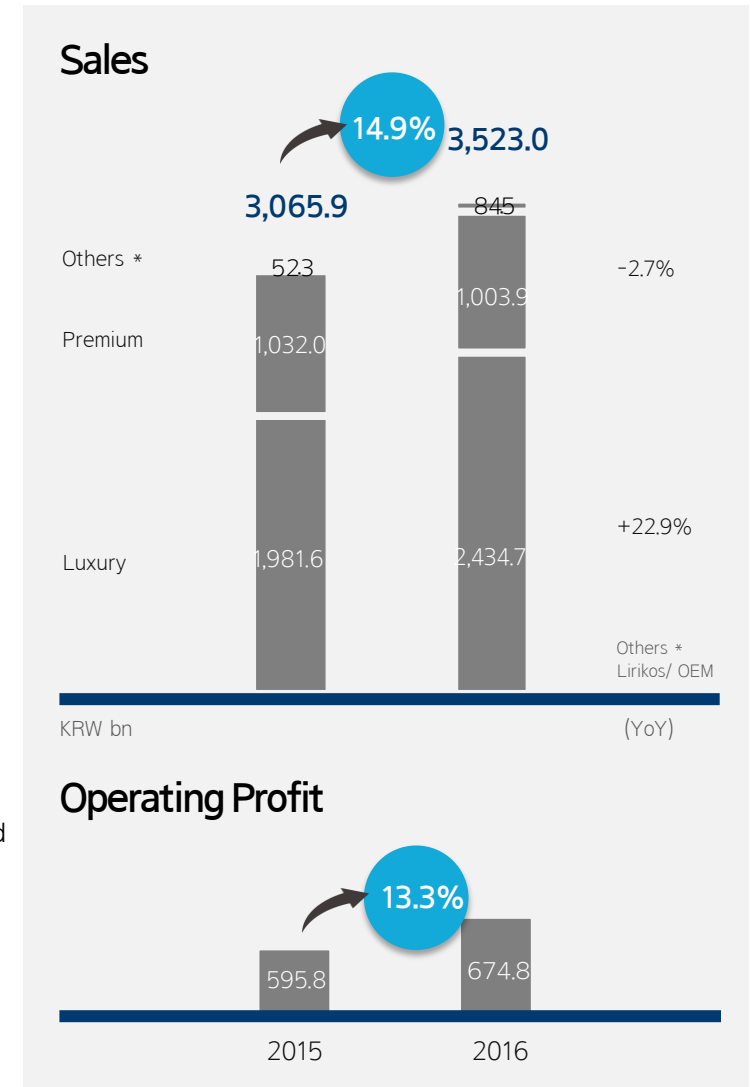 Sales
14.9%
3,523.0
3,065.9
84.5
Others *
52.3
-2.7%
1,003.9
Premium
1,032.0
+22.9%
Luxury
1,981.6
2,434.7
Others *
Lirikos/ OEM
KRW bn
(YoY)
Operating Profit
d
13.3%
595.8
674.8
2015
2016